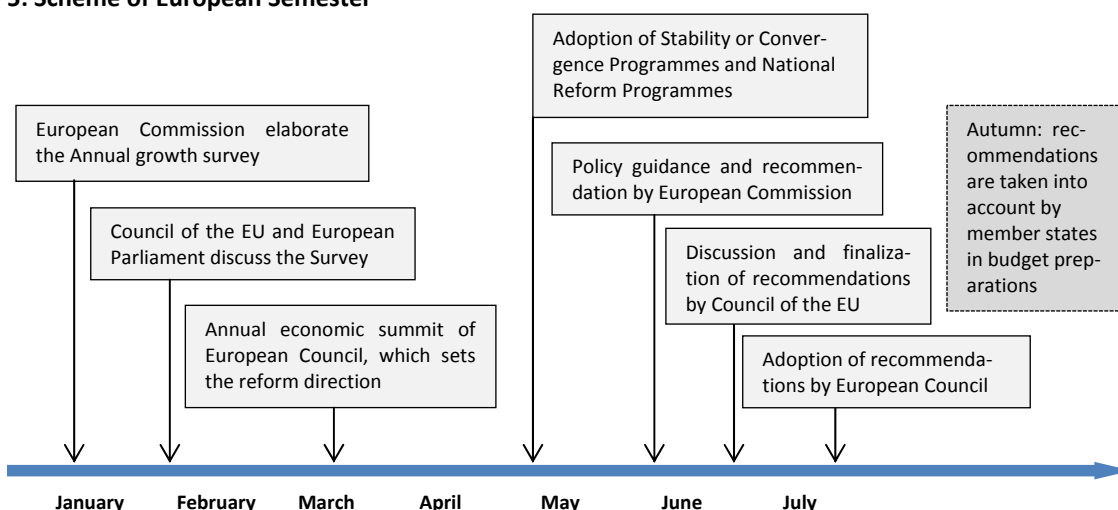 5: Scheme of European Semester
Adoption of Stability or Conver-
gence Programmes and National
Reform Programmes
European Commission elaborate
the Annual growth survey
Autumn: rec-
ommendations
are taken into
account by
member states
in budget prep-
arations
Policy guidance and recommen-
dation by European Commission
Council of the EU and European
Parliament discuss the Survey
Discussion and finaliza-
tion of recommendations
by Council of the EU
Annual economic summit of
European Council, which sets
the reform direction
Adoption of recommenda-
tions by European Council
January February March April May June July